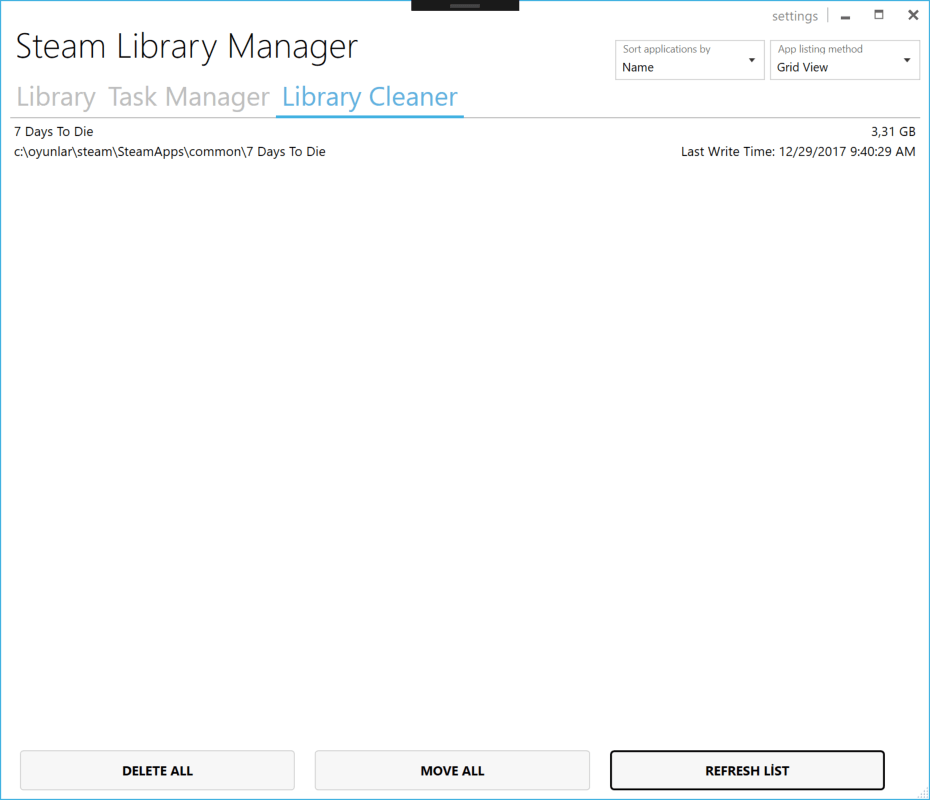 settings
Steam Library Manager
Sort applications by
Name
App listing method
Grid View
Library Task Manager Library Cleaner
7 Days To Die 3,31 GB
c:\oyunlar\steam\SteamApps\common\7 Days To Die Last Write Time: 12/29/2017 9:40:29 AM
DELETE ALL MOVE ALL REFRESH LİST